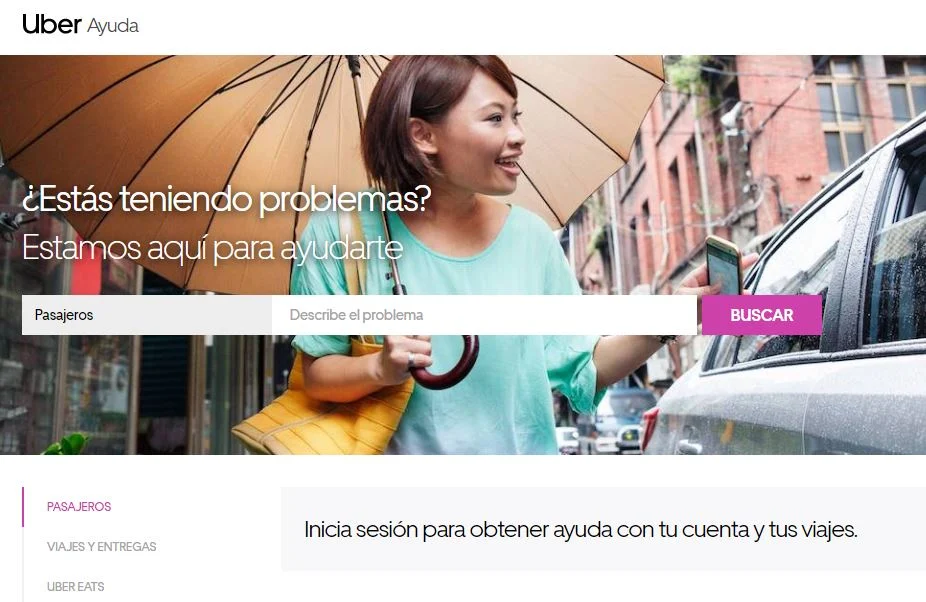 Uber Ayuda
¿Estás teniendo problemas?
Estamos aquí para ayudarte
Pasajeros
Describe el problema
BUSCAR
PASAJEROS
VIAJES Y ENTREGAS
UBER EATS
Inicia sesión para obtener ayuda con tu cuenta y tus viajes.